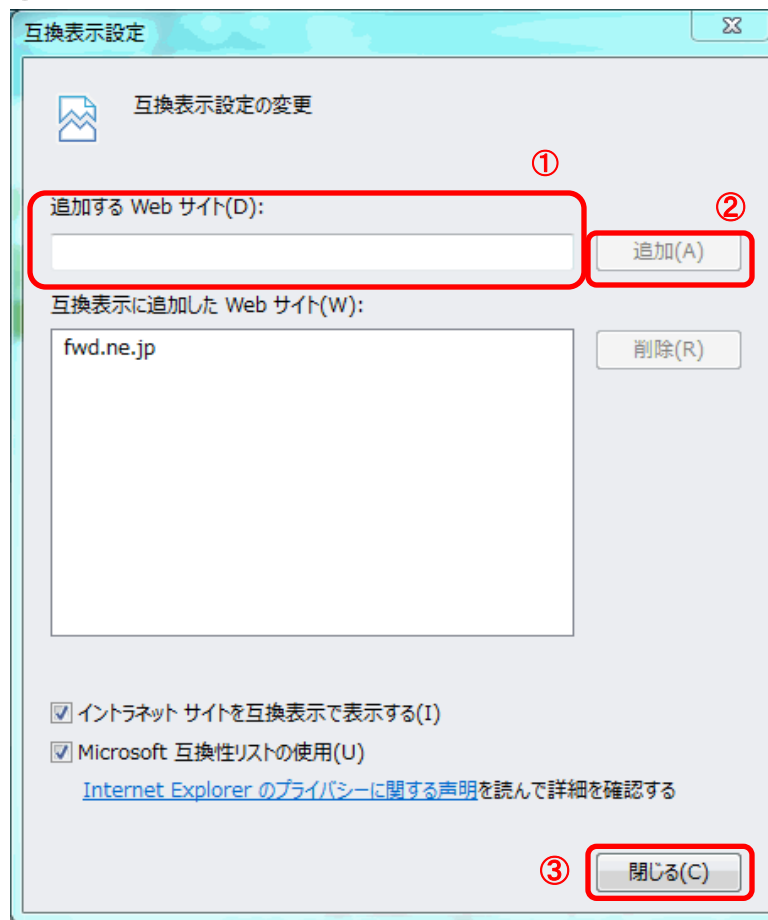 互換表示設定
互換表示設定の変更
①
追加する Web サイト(D):
②
追加(A)
互換表示に追加した Web サイト(W):
fwd.ne.jp
削除(R)
イントラネット サイトを互換表示で表示する(I)
Microsoft 互換性リストの使用(U)
Internet Explorer のプライバシーに関する声明を読んで詳細を確認する
③
閉じる(C)